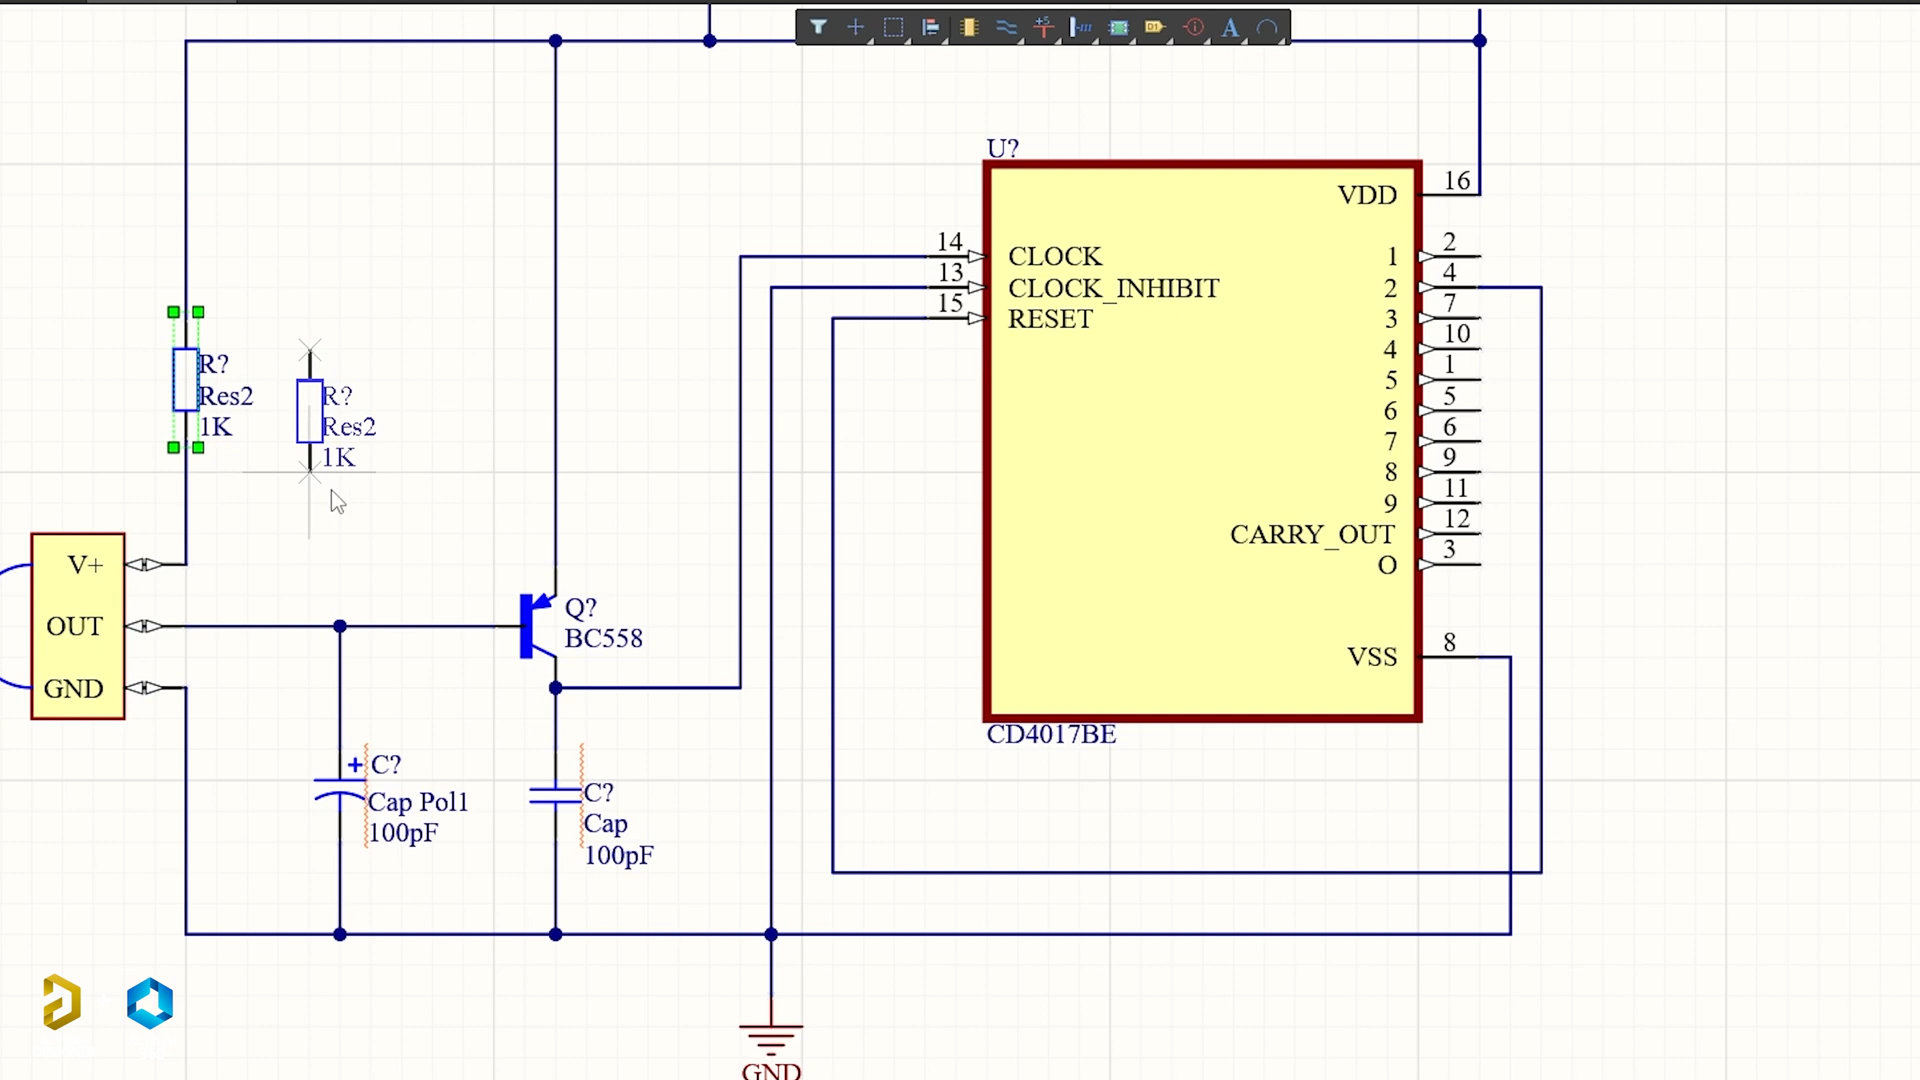 U?
VDD 16
14 CLOCK
13 CLOCK_INHIBIT
15 RESET
1 2
2 4
3 7
4 10
5 1
6 5
7 6
8 9
9 11
CARRY_OUT 12
O 3
VSS 8
CD4017BE
R?
Res2
1K
R?
Res2
1K
V+
OUT
GND
Q?
BC558
+ C?
Cap Pol1
100pF
C?
Cap
100pF
GND